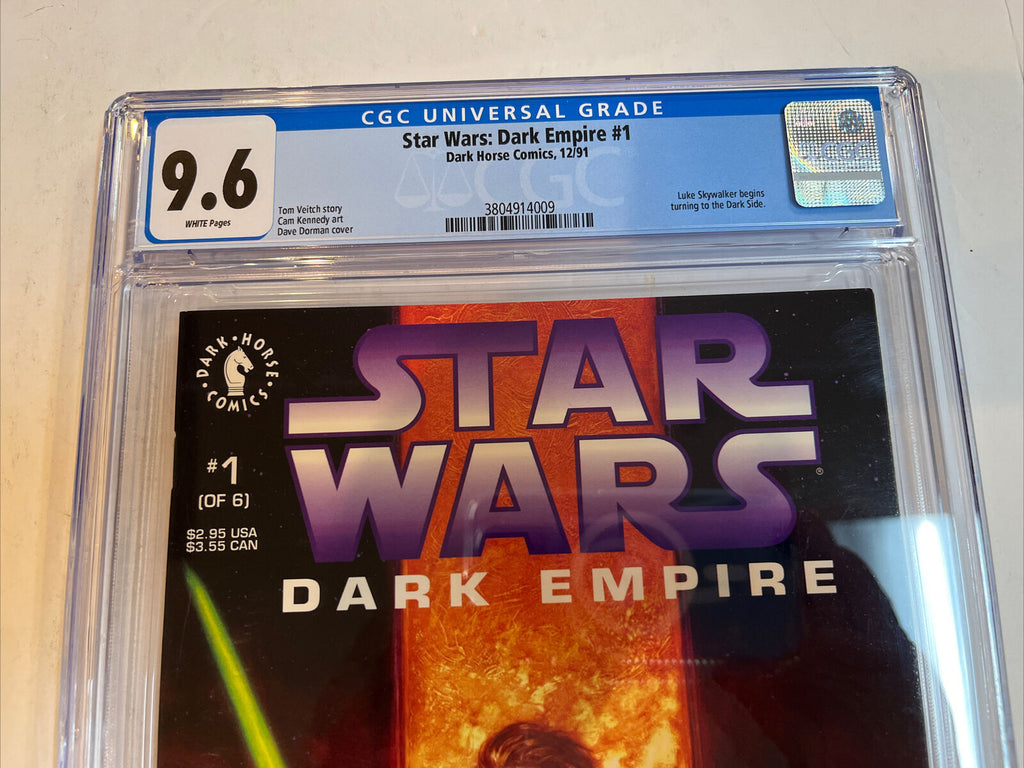 CGC UNIVERSAL GRADE
Star Wars: Dark Empire #1
Dark Horse Comics, 12/91
9.6
WHITE Pages
Tom Veitch story
Cam Kennedy art
Dave Dorman cover
CGC
3804914009
Luke Skywalker begins
turning to the Dark Side.
CGC
DARK HORSE COMICS
STAR
WARS
®
DARK EMPIRE
#1
(OF 6)
$2.95 USA
$3.55 CAN